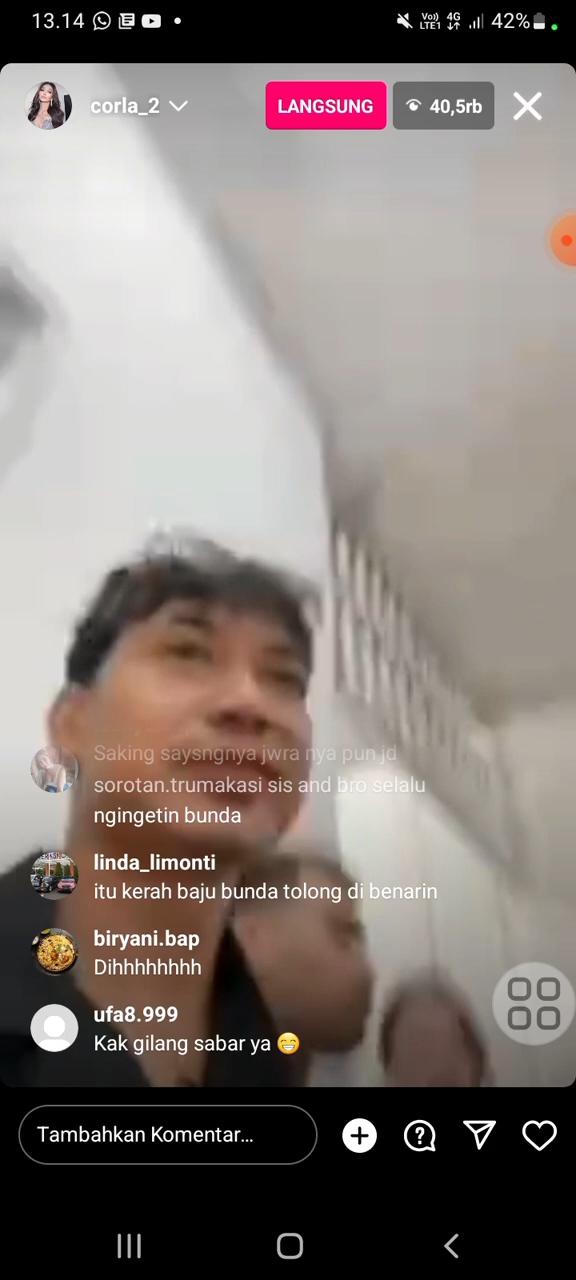 13.14
Vo)) 4G
LTE1
42%
corla_2
LANGSUNG
40,5rb
Saking saysngnya jwra nya pun jd
sorotan.trumakasi sis and bro selalu
ngingetin bunda
linda_limonti
itu kerah baju bunda tolong di benarin
biryani.bap
Dihhhhhhhh
ufa8.999
Kak gilang sabar ya 😁
Tambahkan Komentar...